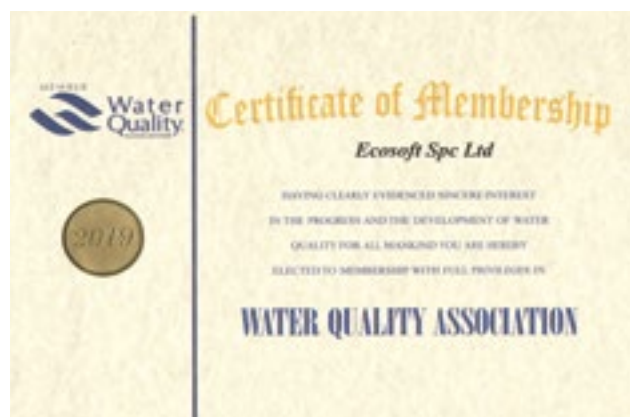 MEMBER
Water
Quality
2019
Certificate of Membership
Ecosoft Spc Ltd
HAVING CLEARLY EVIDENCED SINCERE INTEREST
IN THE PROGRESS AND THE DEVELOPMENT OF WATER
QUALITY FOR ALL MANKIND YOU ARE HEREBY
ELECTED TO MEMBERSHIP WITH FULL PRIVILEGES IN
WATER QUALITY ASSOCIATION